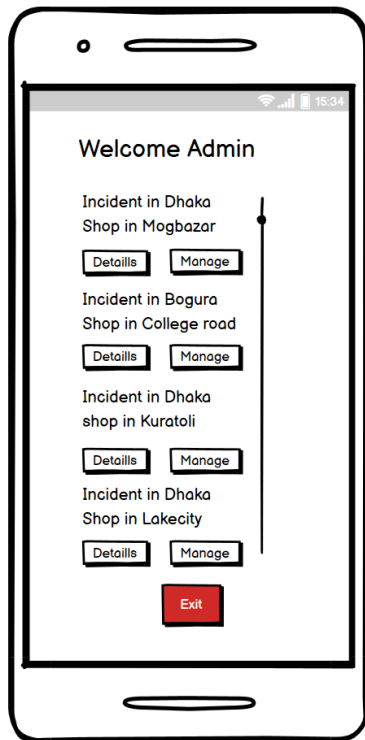 15:34
Welcome Admin
Incident in Dhaka
Shop in Mogbazar
Detaills Manage
Incident in Bogura
Shop in College road
Detaills Manage
Incident in Dhaka
shop in Kuratoli
Detaills Manage
Incident in Dhaka
Shop in Lakecity
Detaills Manage
Exit